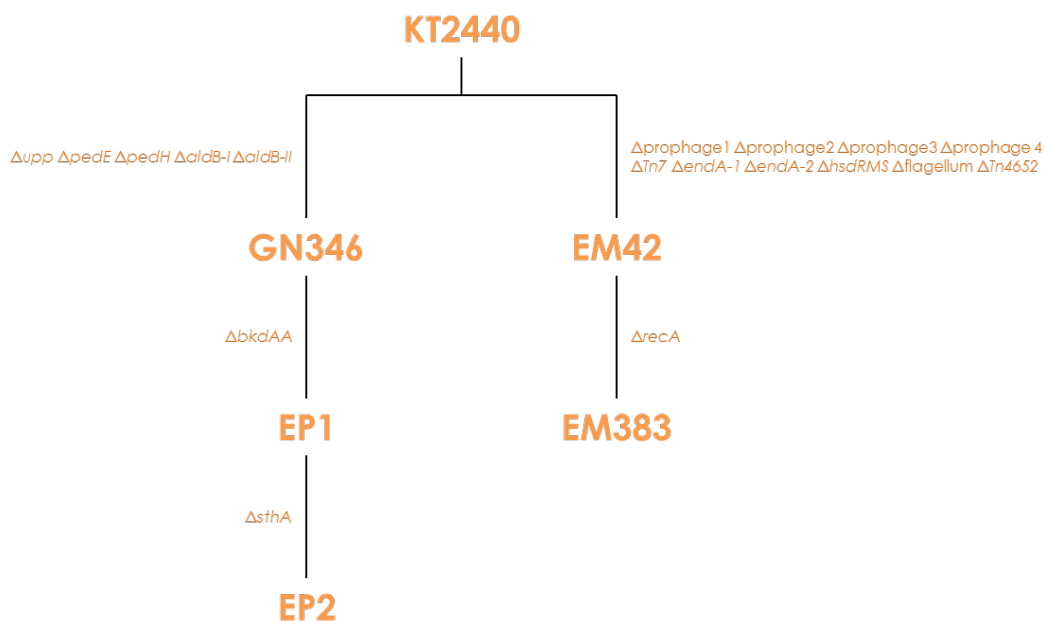 KT2440
Δupp ΔpedE ΔpedH ΔaldB-I ΔaldB-II
Δprophage1 Δprophage2 Δprophage3 Δprophage 4
ΔTn7 ΔendA-1 ΔendA-2 ΔhsdRMS Δflagellum ΔTn4652
GN346
EM42
ΔbkdAA
ΔrecA
EP1
EM383
ΔsthA
EP2